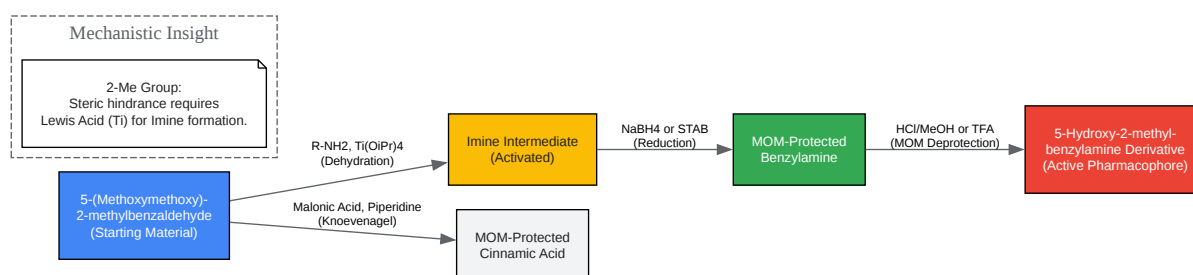 Mechanistic Insight
2-Me Group:
Steric hindrance requires
Lewis Acid (Ti) for Imine formation.
5-(Methoxymethoxy)-
2-methylbenzaldehyde
(Starting Material)
R-NH2, Ti(OiPr)4
(Dehydration)
Malonic Acid, Piperidine
(Knoevenagel)
Imine Intermediate
(Activated)
MOM-Protected
Cinnamic Acid
NaBH4 or STAB
(Reduction)
MOM-Protected
Benzylamine
HCl/MeOH or TFA
(MOM Deprotection)
5-Hydroxy-2-methyl-
benzylamine Derivative
(Active Pharmacophore)